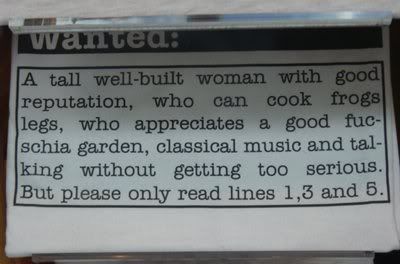 Wanted:
A tall well-built woman with good
reputation, who can cook frogs
legs, who appreciates a good fuc-
schia garden, classical music and tal-
king without getting too serious.
But please only read lines 1,3 and 5.